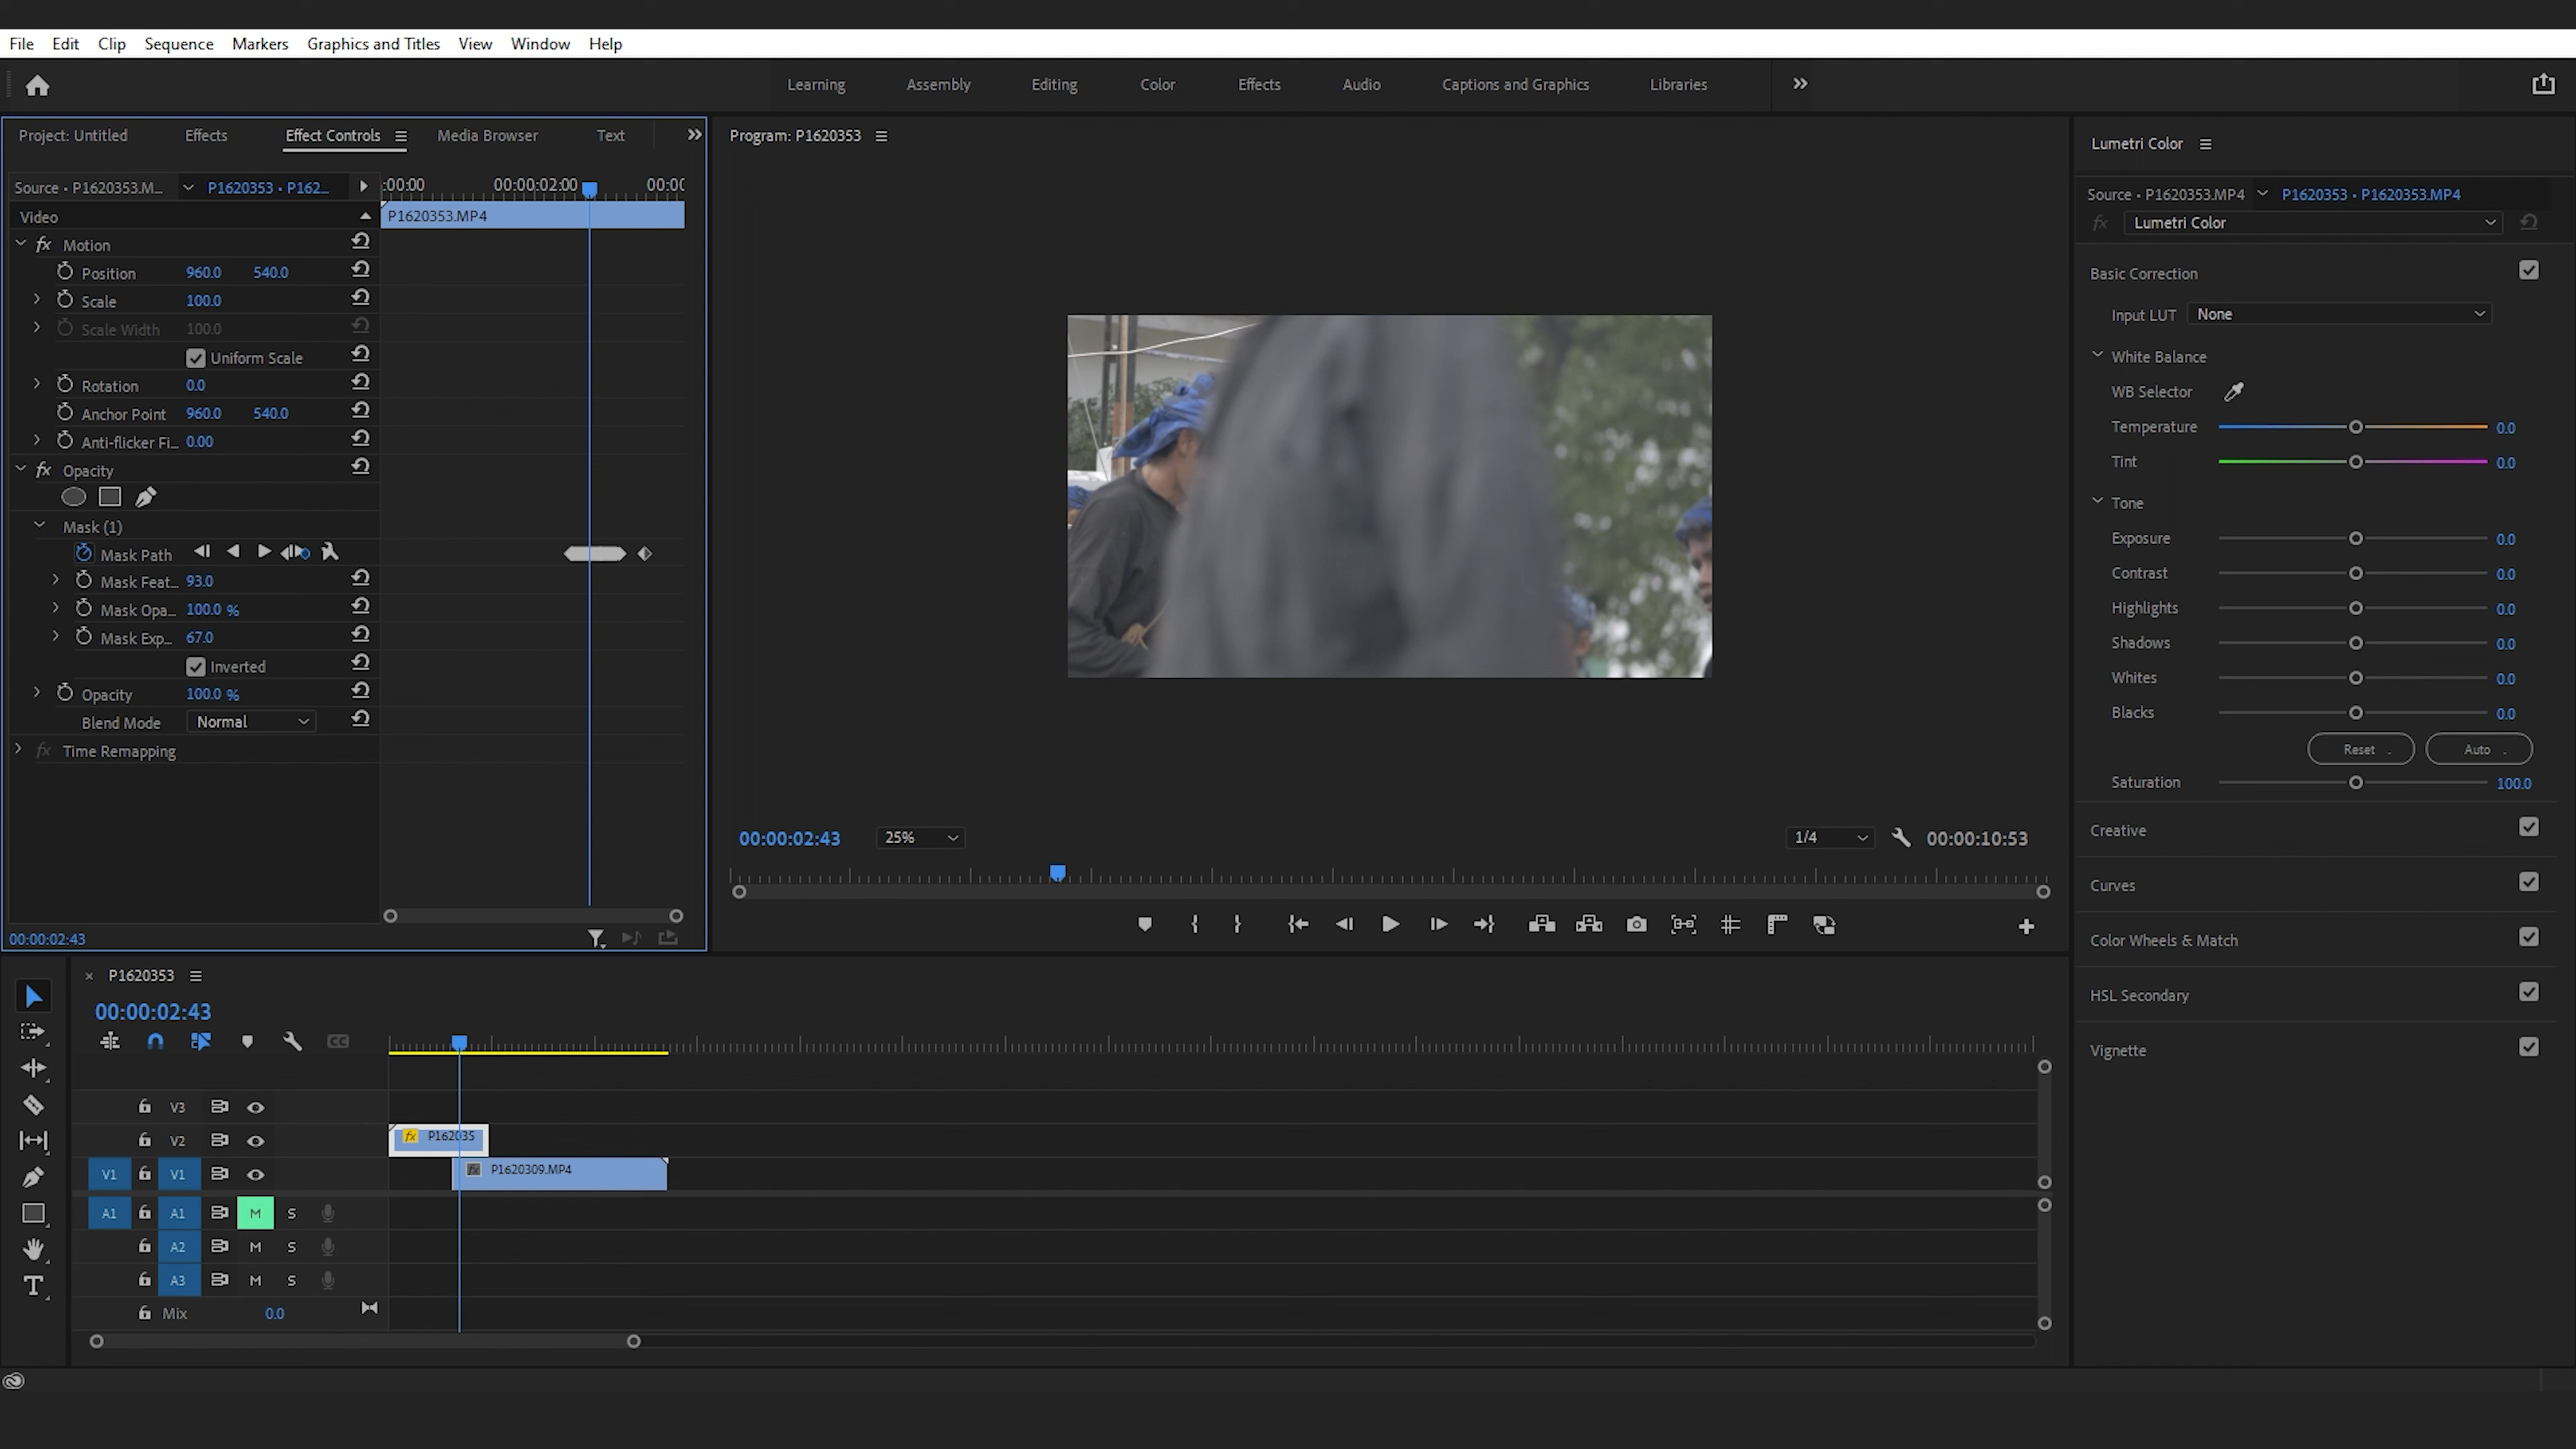 File Edit Clip Sequence Markers Graphics and Titles View Window Help
Learning Assembly Editing Color Effects Audio Captions and Graphics Libraries
Project: Untitled Effects Effect Controls Media Browser Text
Source • P1620353.M... P1620353 • P162...
:00:00 00:00:02:00 00:0(
Video
P1620353.MP4
fx Motion
Position 960.0 540.0
Scale 100.0
Scale Width 100.0
Uniform Scale
Rotation 0.0
Anchor Point 960.0 540.0
Anti-flicker Fi... 0.00
fx Opacity
Mask (1)
Mask Path
Mask Feat... 93.0
Mask Opa... 100.0 %
Mask Exp... 67.0
Inverted
Opacity 100.0 %
Blend Mode Normal
fx Time Remapping
00:00:02:43
Program: P1620353
00:00:02:43 25% 1/4 00:00:10:53
Lumetri Color
Source • P1620353.MP4 P1620353 • P1620353.MP4
fx Lumetri Color
Basic Correction
Input LUT None
White Balance
WB Selector
Temperature 0.0
Tint 0.0
Tone
Exposure 0.0
Contrast 0.0
Highlights 0.0
Shadows 0.0
Whites 0.0
Blacks 0.0
Reset Auto
Saturation 100.0
Creative
Curves
Color Wheels & Match
HSL Secondary
Vignette
× P1620353
00:00:02:43
CC
V3
V2
fx P162035
V1 V1
fx P1620309.MP4
A1 A1 M S
A2 M S
A3 M S
Mix 0.0